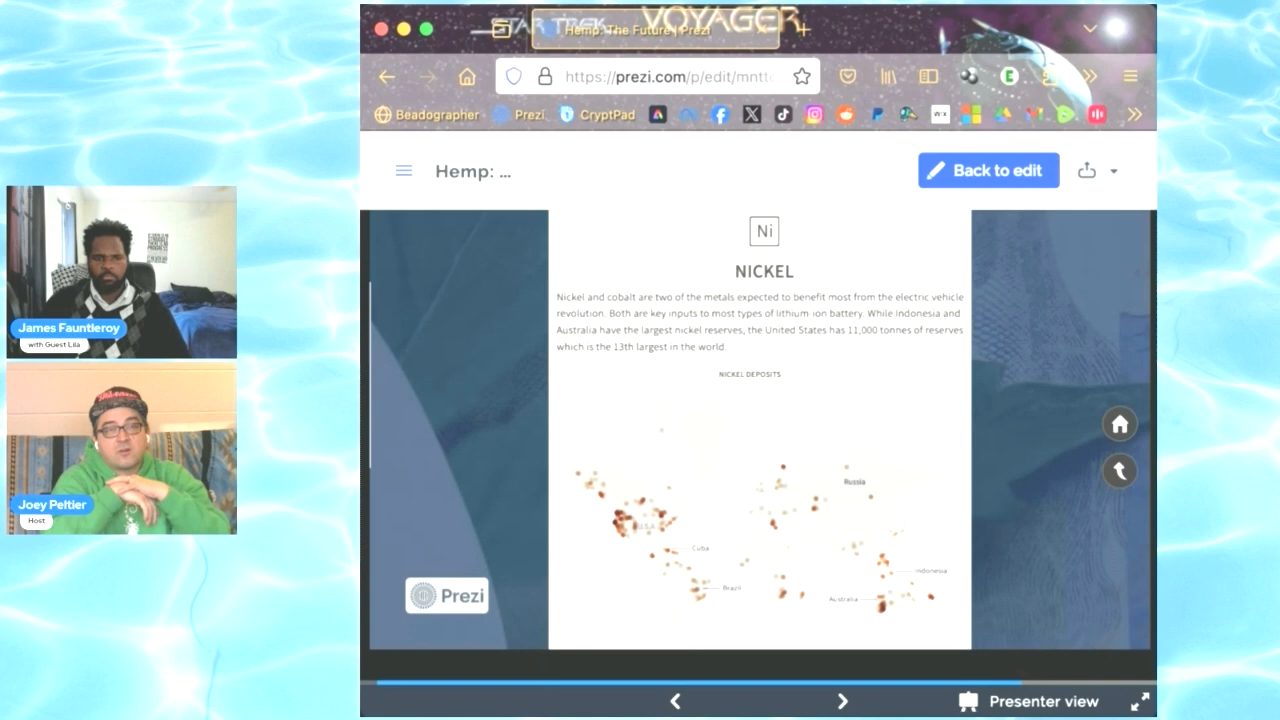 STAR TREK
VOYAGER
Hemp: The Future | Prezi
https://prezi.com/p/edit/mntt
Beadographer
Prezi
CryptPad
Hemp: ...
Back to edit
Ni
NICKEL
Nickel and cobalt are two of the metals expected to benefit most from the electric vehicle
revolution. Both are key inputs to most types of lithium ion battery. While Indonesia and
Australia have the largest nickel reserves, the United States has 11,000 tonnes of reserves
which is the 13th largest in the world.
NICKEL DEPOSITS
Russia
U.S.A
Cuba
Indonesia
Brazil
Australia
Prezi
Presenter view
James Fauntleroy
with Guest Lila
Joey Peltier
Host